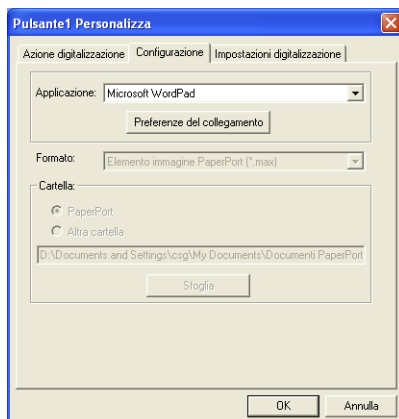 Pulsante1 Personalizza
Azione digitalizzazione Configurazione Impostazioni digitalizzazione
Applicazione: Microsoft WordPad
Preferenze del collegamento
Formato: Elemento immagine PaperPort (*.max)
Cartella:
PaperPort
Altra cartella
D:\Documents and Settings\csg\My Documents\Documenti PaperPort
Sfoglia
OK Annulla